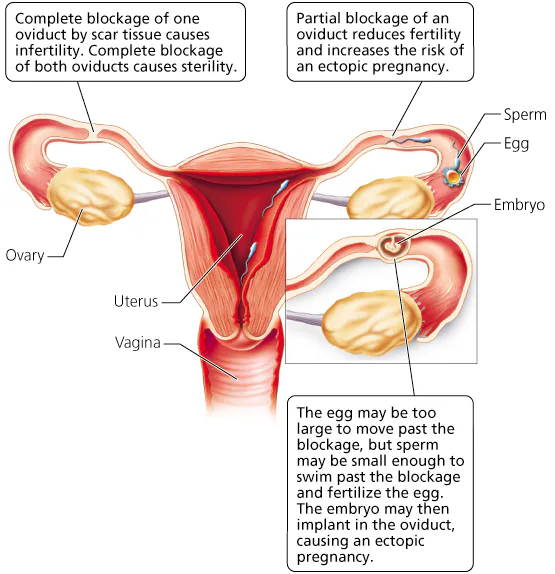 Complete blockage of one
oviduct by scar tissue causes
infertility. Complete blockage
of both oviducts causes sterility.
Partial blockage of an
oviduct reduces fertility
and increases the risk of
an ectopic pregnancy.
Sperm
Egg
Embryo
Ovary
Uterus
Vagina
The egg may be too
large to move past the
blockage, but sperm
may be small enough to
swim past the blockage
and fertilize the egg.
The embryo may then
implant in the oviduct,
causing an ectopic
pregnancy.